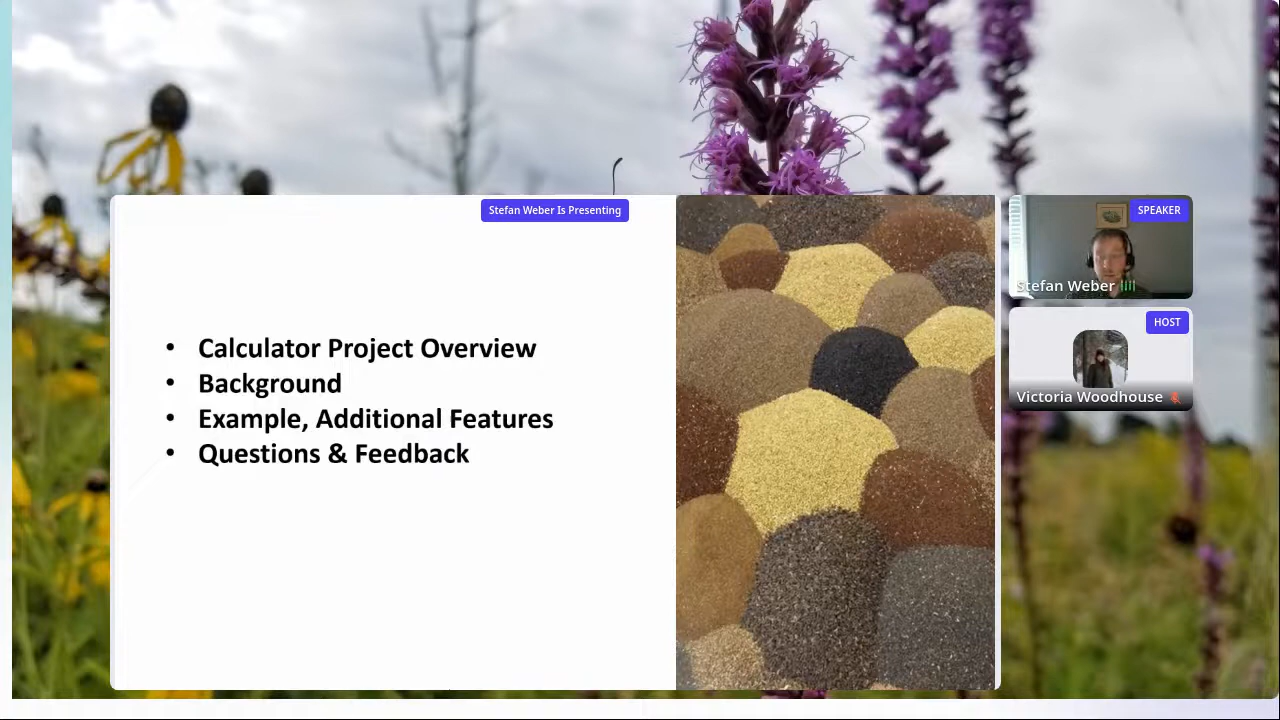 Stefan Weber Is Presenting
• Calculator Project Overview
• Background
• Example, Additional Features
• Questions & Feedback
SPEAKER
Stefan Weber
HOST
Victoria Woodhouse